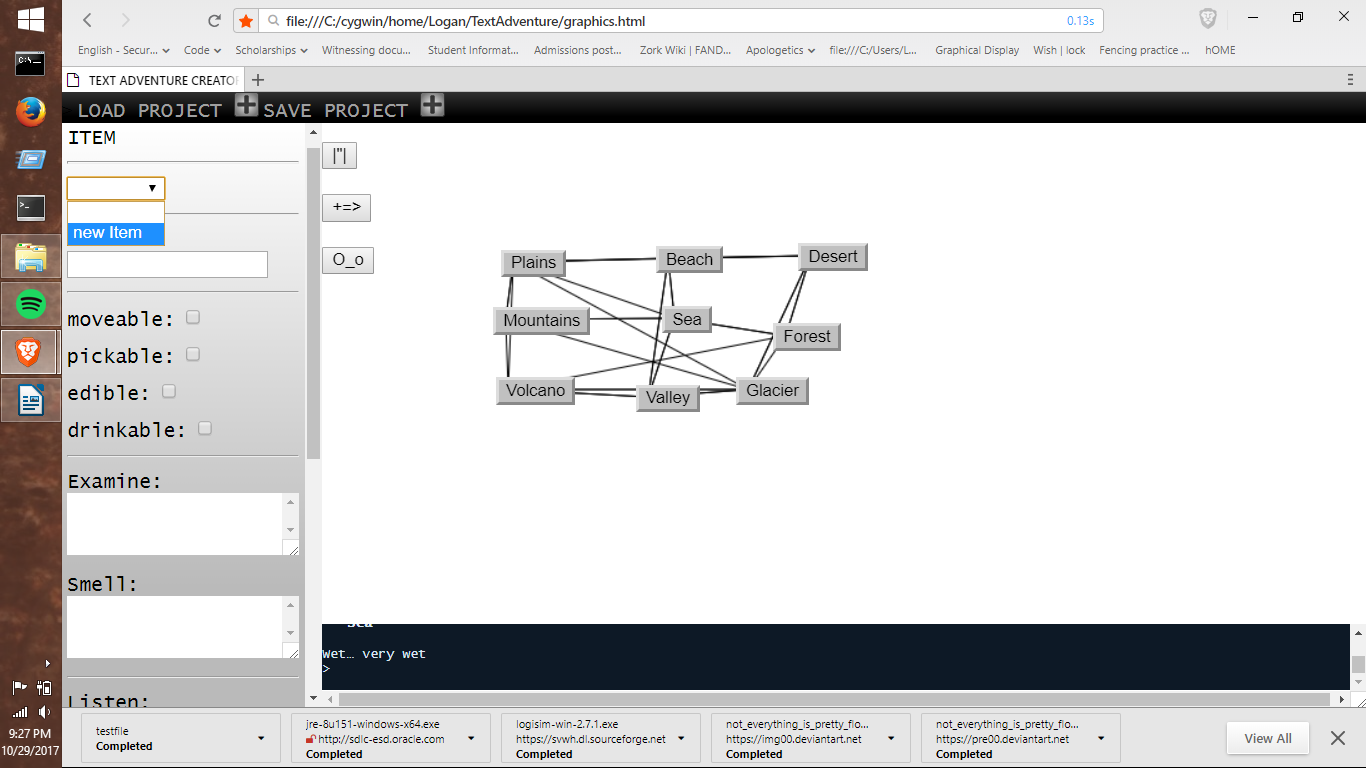 file:///C:/cygwin/home/Logan/TextAdventure/graphics.html
0.13s
English - Secur...
Code
Scholarships
Witnessing docu...
Student Informat...
Admissions post...
Zork Wiki | FAND...
Apologetics
file:///C:/Users/L...
Graphical Display
Wish | lock
Fencing practice ...
hOME
TEXT ADVENTURE CREATOR
LOAD PROJECT
SAVE PROJECT
ITEM
new Item
moveable:
pickable:
edible:
drinkable:
Examine:
Smell:
Listen:
|"|
+=>
O_o
Plains
Beach
Desert
Mountains
Sea
Forest
Volcano
Valley
Glacier
Sea
Wet… very wet
>
testfile
Completed
jre-8u151-windows-x64.exe
http://sdlc-esd.oracle.com
Completed
logisim-win-2.7.1.exe
https://svwh.dl.sourceforge.net
Completed
not_everything_is_pretty_flo...
https://img00.deviantart.net
Completed
not_everything_is_pretty_flo...
https://pre00.deviantart.net
Completed
View All
9:27 PM
10/29/2017